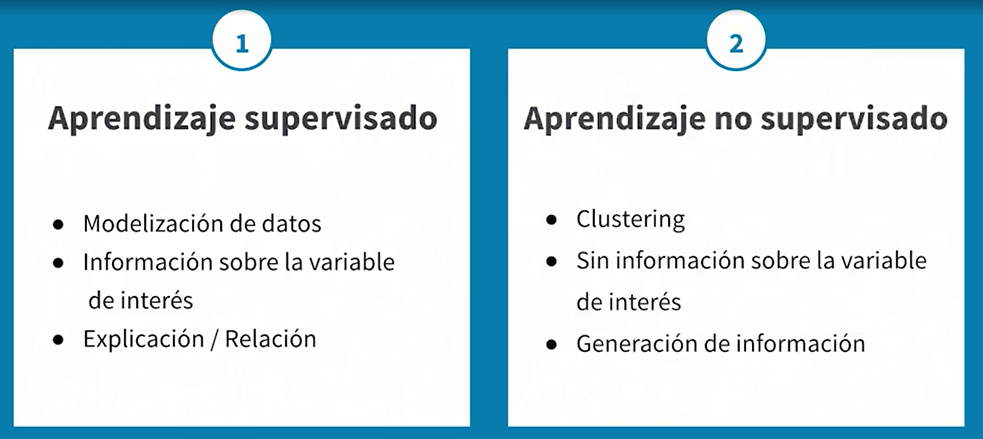 1
Aprendizaje supervisado
● Modelización de datos
● Información sobre la variable
de interés
● Explicación / Relación
2
Aprendizaje no supervisado
● Clustering
● Sin información sobre la variable
de interés
● Generación de información